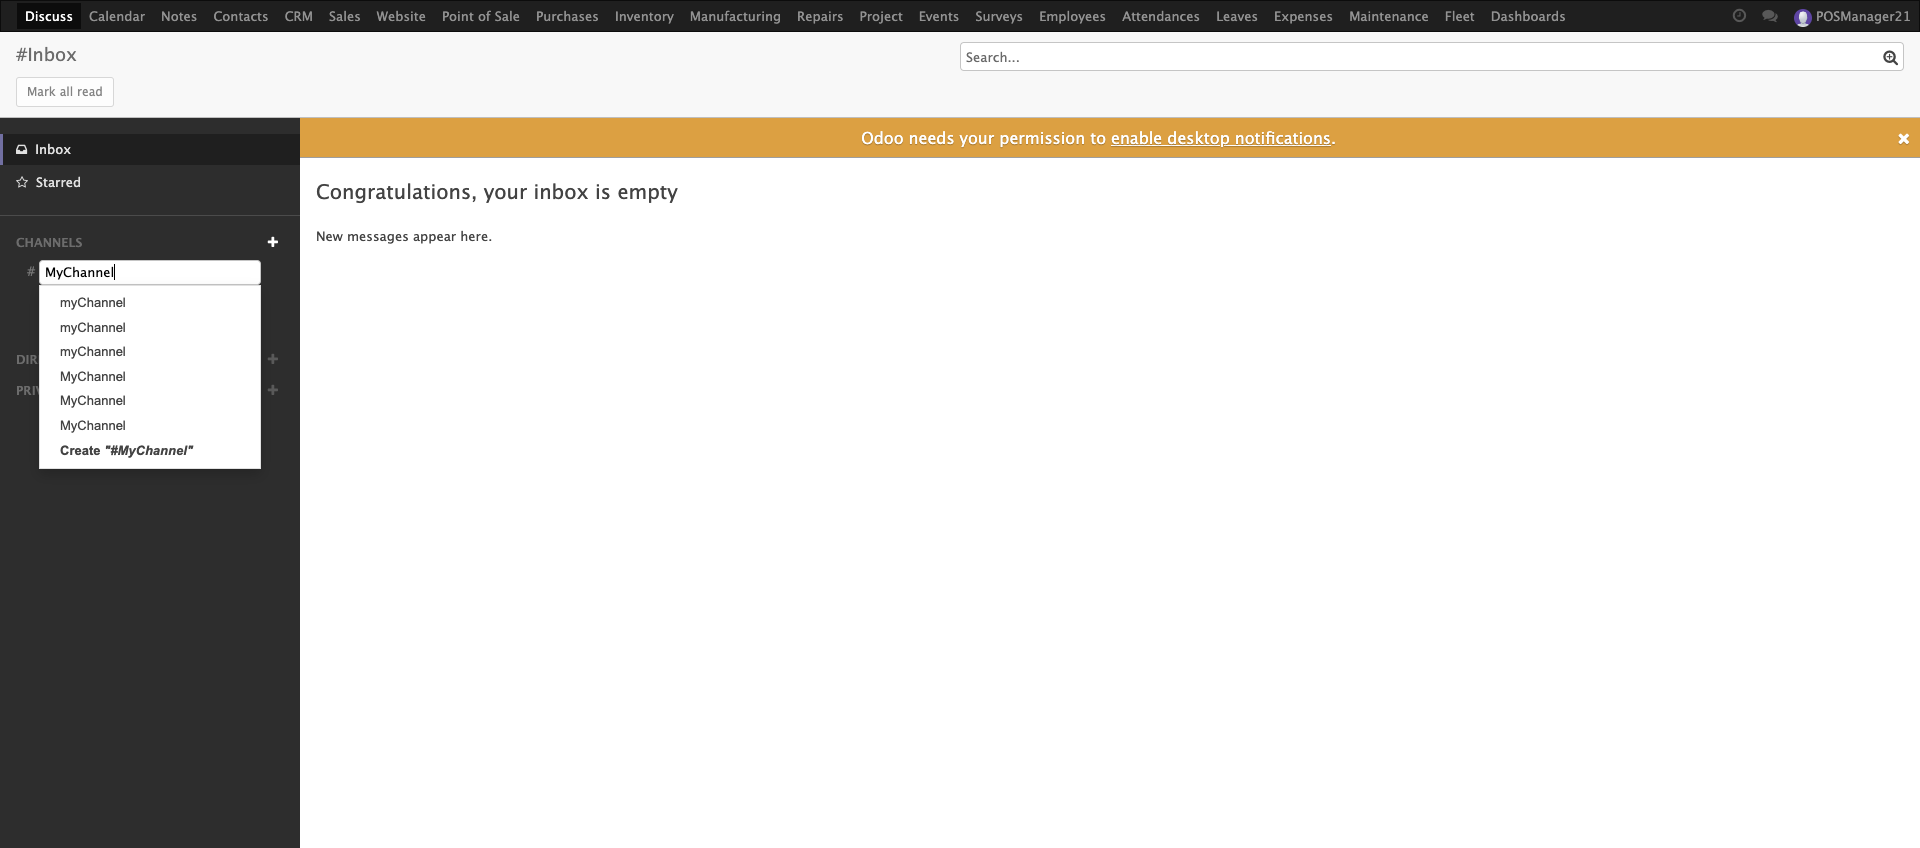 Discuss Calendar Notes Contacts CRM Sales Website Point of Sale Purchases Inventory Manufacturing Repairs Project Events Surveys Employees Attendances Leaves Expenses Maintenance Fleet Dashboards POSManager21
#Inbox
Search...
Mark all read
Odoo needs your permission to enable desktop notifications.
Inbox
Starred
Congratulations, your inbox is empty
New messages appear here.
CHANNELS
# MyChannel
myChannel
myChannel
myChannel
MyChannel
MyChannel
MyChannel
Create "#MyChannel"
DIR
PRIV